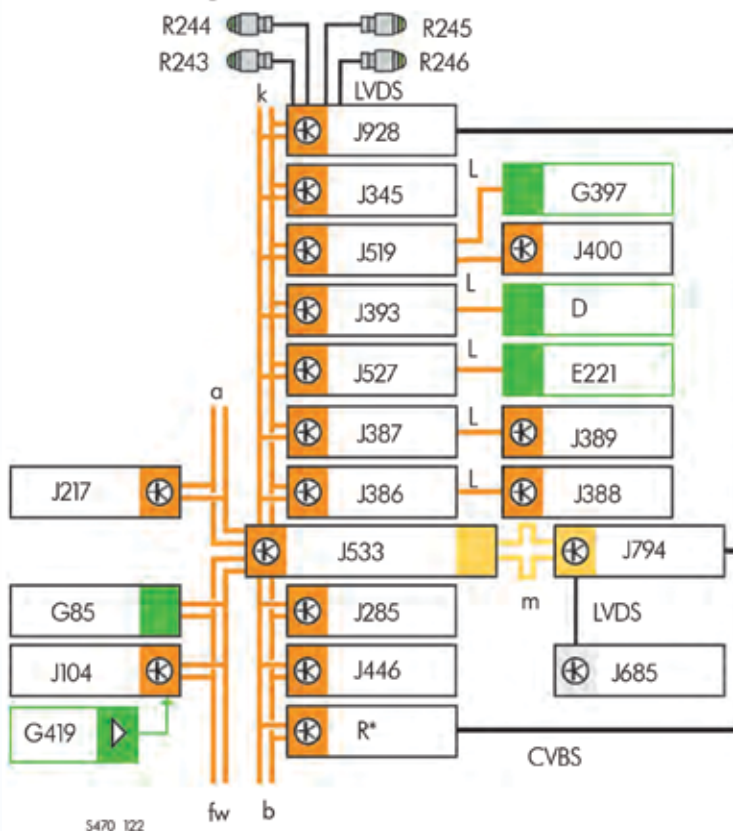 R244 R245
R243 R246
k LVDS
J928
J345 L G397
J519 J400
J393 L D
J527 L E221
a
J387 L J389
J217 J386 L J388
J533 J794
m
G85 J285 LVDS
J104 J446 J685
G419 R*
CVBS
fw b
S470_122